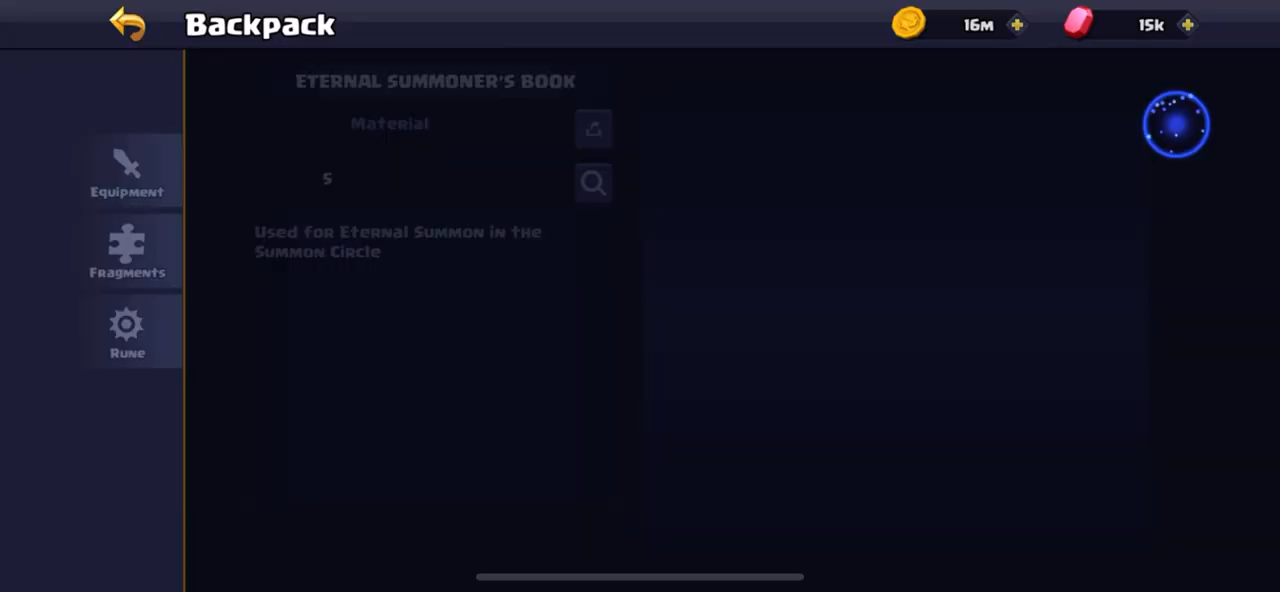 Backpack
16m
15k
ETERNAL SUMMONER'S BOOK
Material
5
Used for Eternal Summon in the
Summon Circle
Equipment
Fragments
Rune